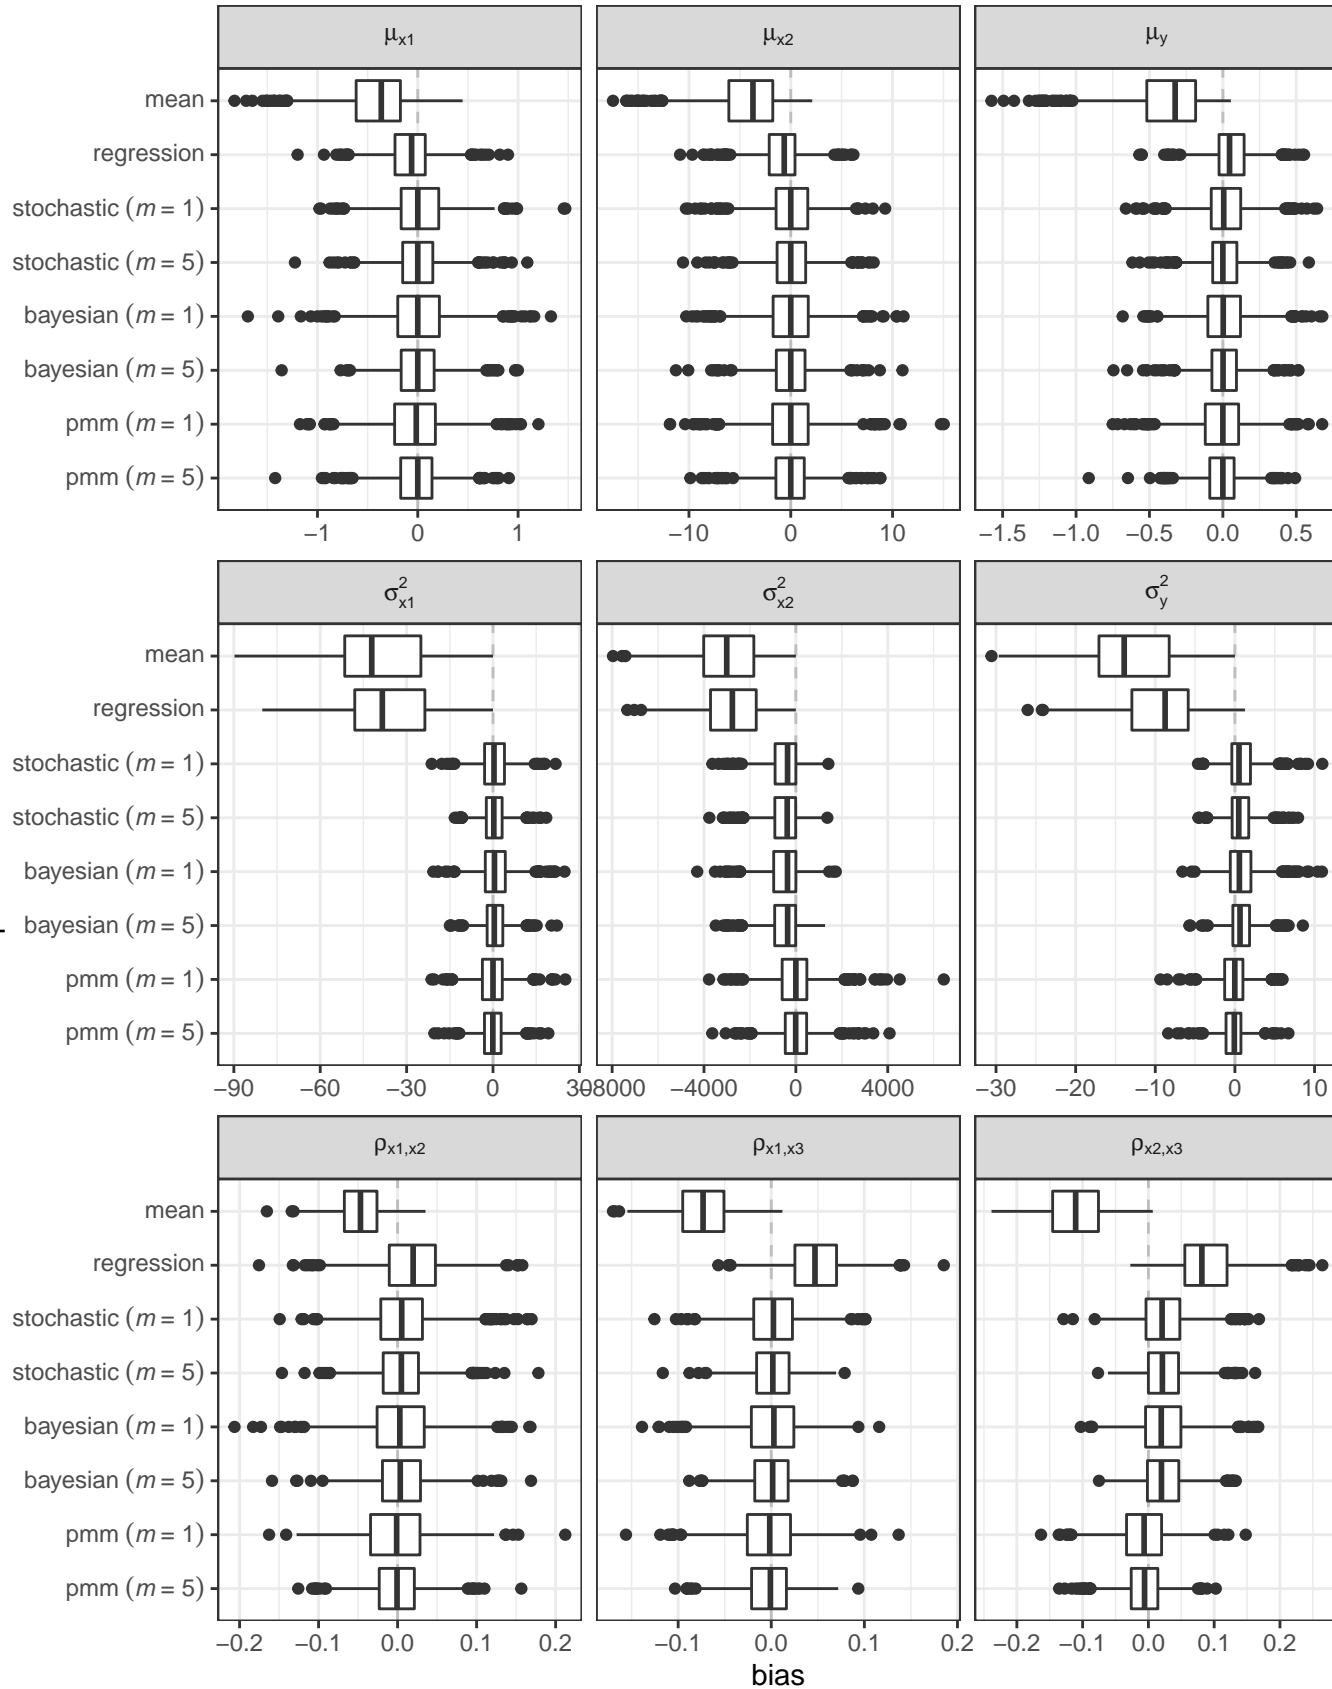 μx1 μx2 μy
mean
regression
stochastic (m = 1)
stochastic (m = 5)
bayesian (m = 1)
bayesian (m = 5)
pmm (m = 1)
pmm (m = 5)
−1 0 1 −10 0 10 −1.5 −1.0 −0.5 0.0 0.5
σ²x1 σ²x2 σ²y
mean
regression
stochastic (m = 1)
stochastic (m = 5)
bayesian (m = 1)
bayesian (m = 5)
pmm (m = 1)
pmm (m = 5)
−90 −60 −30 0 30 −8000 −4000 0 4000 −30 −20 −10 0 10
ρx1,x2 ρx1,x3 ρx2,x3
mean
regression
stochastic (m = 1)
stochastic (m = 5)
bayesian (m = 1)
bayesian (m = 5)
pmm (m = 1)
pmm (m = 5)
−0.2 −0.1 0.0 0.1 0.2 −0.1 0.0 0.1 0.2 −0.2 −0.1 0.0 0.1 0.2
bias